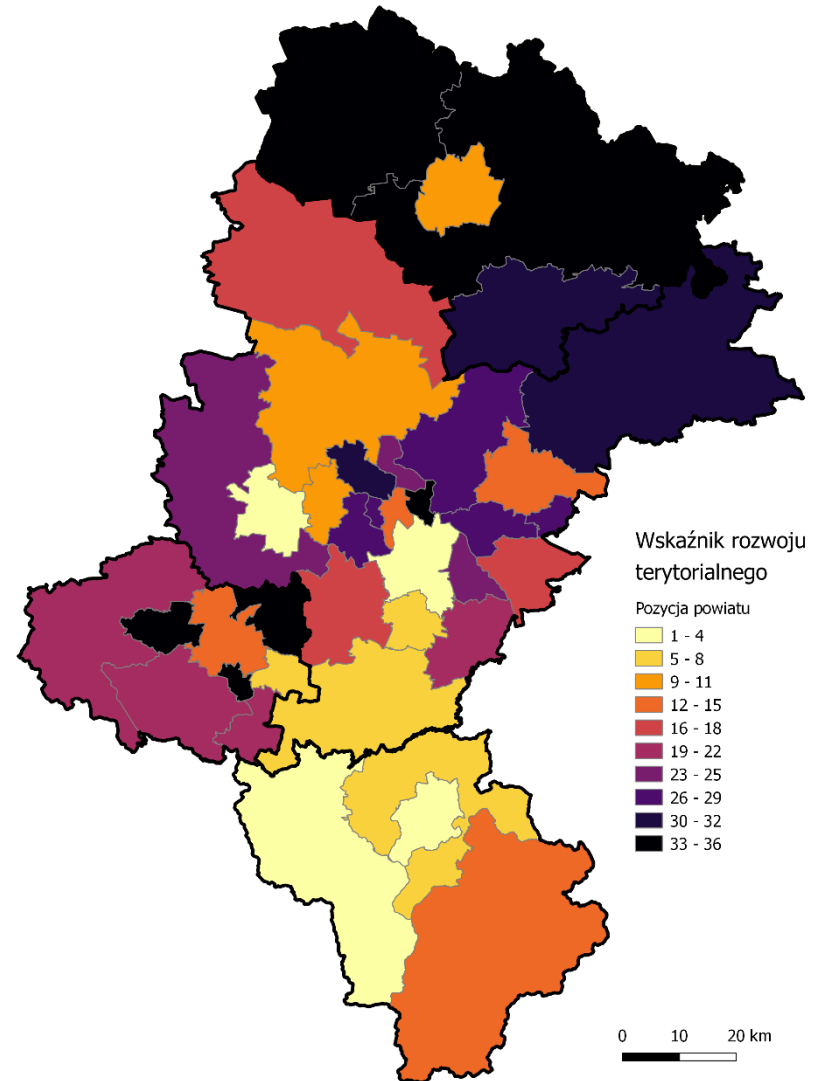 Wskaźnik rozwoju
terytorialnego
Pozycja powiatu
1 - 4
5 - 8
9 - 11
12 - 15
16 - 18
19 - 22
23 - 25
26 - 29
30 - 32
33 - 36
0 10 20 km